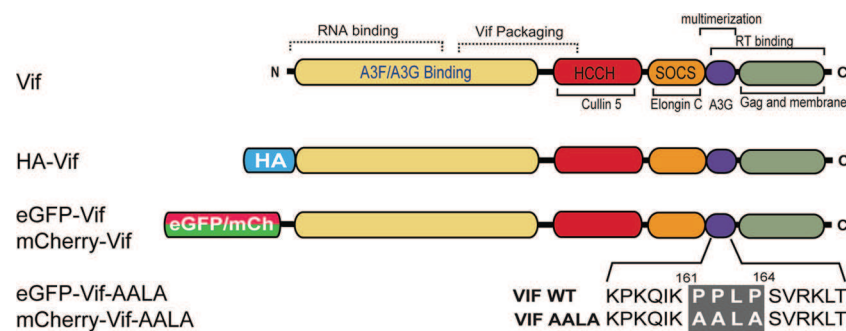 multimerization
RNA binding
Vif Packaging
RT binding
Vif
N
A3F/A3G Binding
HCCH
SOCS
C
Cullin 5
Elongin C
A3G
Gag and membrane
HA-Vif
HA
C
eGFP-Vif
mCherry-Vif
eGFP/mCh
C
161
164
eGFP-Vif-AALA
VIF WT KPKQIK PPLP SVRKLT
mCherry-Vif-AALA
VIF AALA KPKQIK AALA SVRKLT